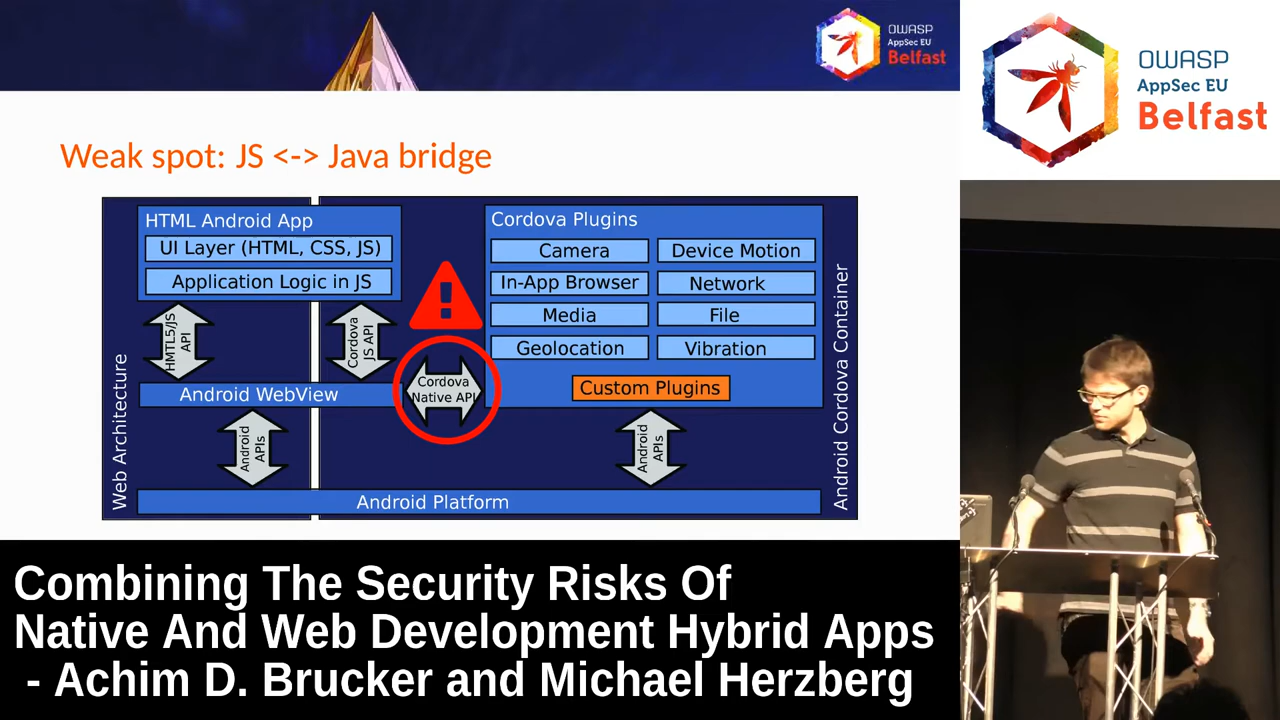 OWASP
AppSec EU
Belfast
OWASP
AppSec EU
Belfast
Weak spot: JS <-> Java bridge
HTML Android App
UI Layer (HTML, CSS, JS)
Application Logic in JS
HMTL5/JS
API
Cordova
JS API
Android WebView
Cordova
Native API
Android
APIs
Web Architecture
Cordova Plugins
Camera
Device Motion
In-App Browser
Network
Media
File
Geolocation
Vibration
Custom Plugins
Android
APIs
Android Cordova Container
Android Platform
Combining The Security Risks Of
Native And Web Development Hybrid Apps
- Achim D. Brucker and Michael Herzberg